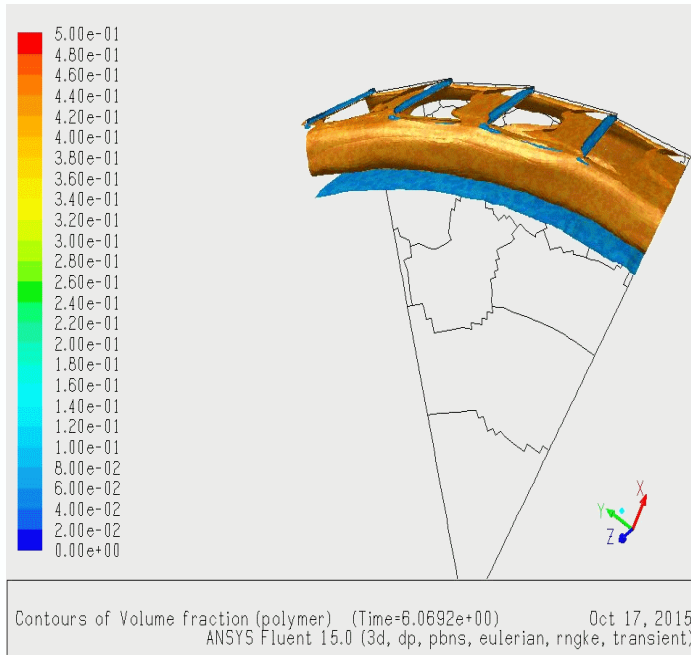 5.00e-01
4.80e-01
4.60e-01
4.40e-01
4.20e-01
4.00e-01
3.80e-01
3.60e-01
3.40e-01
3.20e-01
3.00e-01
2.80e-01
2.60e-01
2.40e-01
2.20e-01
2.00e-01
1.80e-01
1.60e-01
1.40e-01
1.20e-01
1.00e-01
8.00e-02
6.00e-02
4.00e-02
2.00e-02
0.00e+00
X
Y
Z
Contours of Volume fraction (polymer) (Time=6.0692e+00) Oct 17, 2015
ANSYS Fluent 15.0 (3d, dp, pbns, eulerian, rngke, transient)